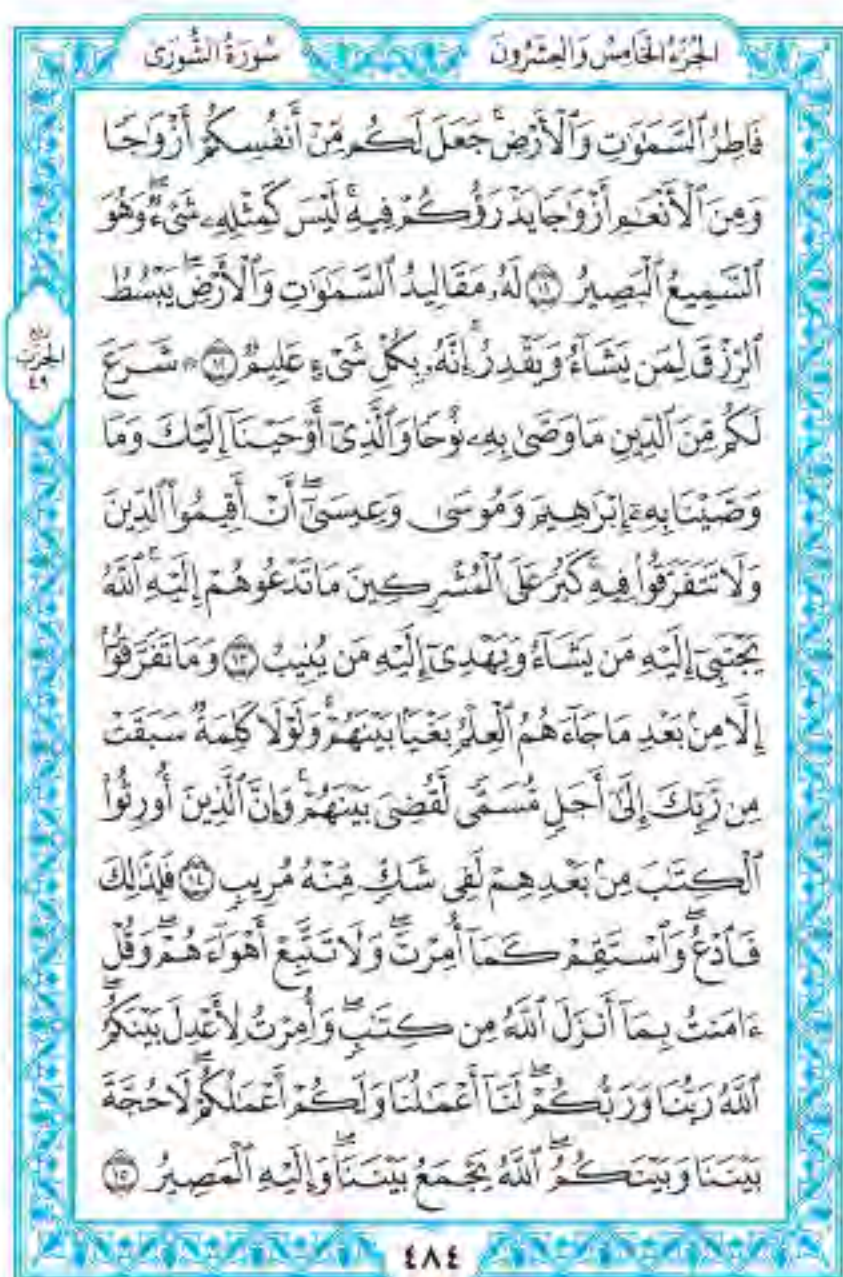 الجُزْءُ الخَامِسُ وَالعِشْرُونَ
سُورَةُ الشُّورَى
فَاطِرُ ٱلسَّمَٰوَٰتِ وَٱلْأَرْضِۚ جَعَلَ لَكُم مِّنْ أَنفُسِكُمْ أَزْوَٰجًا
وَمِنَ ٱلْأَنْعَٰمِ أَزْوَٰجًا يَذْرَؤُكُمْ فِيهِۚ لَيْسَ كَمِثْلِهِۦ شَىْءٌۖ وَهُوَ
ٱلسَّمِيعُ ٱلْبَصِيرُ ١١ لَهُۥ مَقَالِيدُ ٱلسَّمَٰوَٰتِ وَٱلْأَرْضِۖ يَبْسُطُ
ٱلرِّزْقَ لِمَن يَشَآءُ وَيَقْدِرُۚ إِنَّهُۥ بِكُلِّ شَىْءٍ عَلِيمٌ ١٢ ۞ شَرَعَ
لَكُم مِّنَ ٱلدِّينِ مَا وَصَّىٰ بِهِۦ نُوحًا وَٱلَّذِىٓ أَوْحَيْنَآ إِلَيْكَ وَمَا
وَصَّيْنَا بِهِۦٓ إِبْرَٰهِيمَ وَمُوسَىٰ وَعِيسَىٰٓۖ أَنْ أَقِيمُوا۟ ٱلدِّينَ
وَلَا تَتَفَرَّقُوا۟ فِيهِۚ كَبُرَ عَلَى ٱلْمُشْرِكِينَ مَا تَدْعُوهُمْ إِلَيْهِۚ ٱللَّهُ
يَجْتَبِىٓ إِلَيْهِ مَن يَشَآءُ وَيَهْدِىٓ إِلَيْهِ مَن يُنِيبُ ١٣ وَمَا تَفَرَّقُوٓا۟
إِلَّا مِنۢ بَعْدِ مَا جَآءَهُمُ ٱلْعِلْمُ بَغْيًۢا بَيْنَهُمْۚ وَلَوْلَا كَلِمَةٌ سَبَقَتْ
مِن رَّبِّكَ إِلَىٰٓ أَجَلٍ مُّسَمًّى لَّقُضِىَ بَيْنَهُمْۚ وَإِنَّ ٱلَّذِينَ أُورِثُوا۟
ٱلْكِتَٰبَ مِنۢ بَعْدِهِمْ لَفِى شَكٍّ مِّنْهُ مُرِيبٍ ١٤ فَلِذَٰلِكَ
فَٱدْعُۖ وَٱسْتَقِمْ كَمَآ أُمِرْتَۖ وَلَا تَتَّبِعْ أَهْوَآءَهُمْۖ وَقُلْ
ءَامَنتُ بِمَآ أَنزَلَ ٱللَّهُ مِن كِتَٰبٍۖ وَأُمِرْتُ لِأَعْدِلَ بَيْنَكُمُۖ
ٱللَّهُ رَبُّنَا وَرَبُّكُمْۖ لَنَآ أَعْمَٰلُنَا وَلَكُمْ أَعْمَٰلُكُمْۖ لَا حُجَّةَ
بَيْنَنَا وَبَيْنَكُمُۖ ٱللَّهُ يَجْمَعُ بَيْنَنَاۖ وَإِلَيْهِ ٱلْمَصِيرُ ١٥
الحِزْبِ
٤٩
٤٨٤